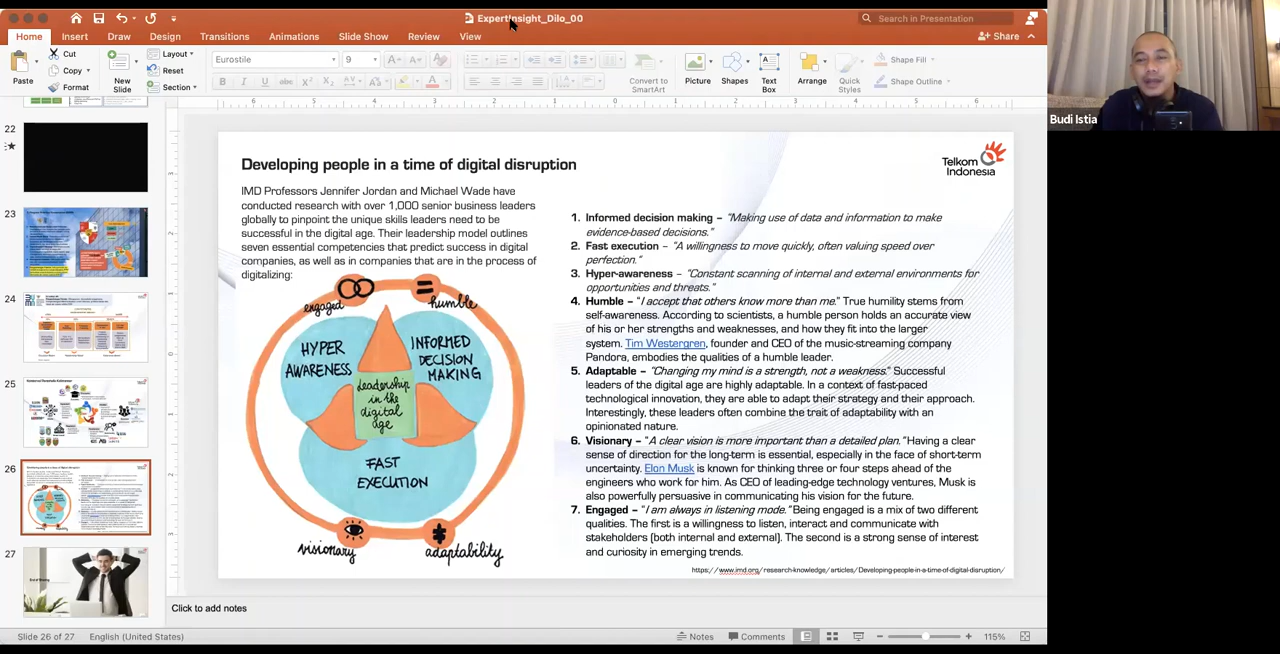 ExpertInsight_Dilo_00
Search in Presentation
Home
Insert
Draw
Design
Transitions
Animations
Slide Show
Review
View
Share
Paste
Cut
Copy
Format
New
Slide
Layout
Reset
Section
Eurostile
9
Convert to
SmartArt
Picture
Shapes
Text
Box
Arrange
Quick
Styles
Shape Fill
Shape Outline
Budi Istia
22
23
24
25
26
27
Developing people in a time of digital disruption
Telkom
Indonesia
IMD Professors Jennifer Jordan and Michael Wade have
conducted research with over 1,000 senior business leaders
globally to pinpoint the unique skills leaders need to be
successful in the digital age. Their leadership model outlines
seven essential competencies that predict success in digital
companies, as well as in companies that are in the process of
digitalizing:
engaged
humble
HYPER
AWARENESS
INFORMED
DECISION
MAKING
Leadership
in the
digital
age
FAST
EXECUTION
visionary
adaptability
1. Informed decision making – "Making use of data and information to make
evidence-based decisions."
2. Fast execution – "A willingness to move quickly, often valuing speed over
perfection."
3. Hyper-awareness – "Constant scanning of internal and external environments for
opportunities and threats."
4. Humble – "I accept that others know more than me." True humility stems from
self-awareness. According to scientists, a humble person holds an accurate view
of his or her strengths and weaknesses, and how they fit into the larger
system. Tim Westergren, founder and CEO of the music-streaming company
Pandora, embodies the qualities of a humble leader.
5. Adaptable – "Changing my mind is a strength, not a weakness." Successful
leaders of the digital age are highly adaptable. In a context of fast-paced
technological innovation, they are able to adapt their strategy and their approach.
Interestingly, these leaders often combine the trait of adaptability with an
opinionated nature.
6. Visionary – "A clear vision is more important than a detailed plan." Having a clear
sense of direction for the long-term is essential, especially in the face of short-term
uncertainty. Elon Musk is known for thinking three or four steps ahead of the
engineers who work for him. As CEO of leading-edge technology ventures, Musk is
also powerfully persuasive in communicating his vision for the future.
7. Engaged – "I am always in listening mode." Being engaged is a mix of two different
qualities. The first is a willingness to listen, interact and communicate with
stakeholders (both internal and external). The second is a strong sense of interest
and curiosity in emerging trends.
https://www.imd.org/research-knowledge/articles/Developing-people-in-a-time-of-digital-disruption/
Click to add notes
Slide 26 of 27
English (United States)
Notes
Comments
115%